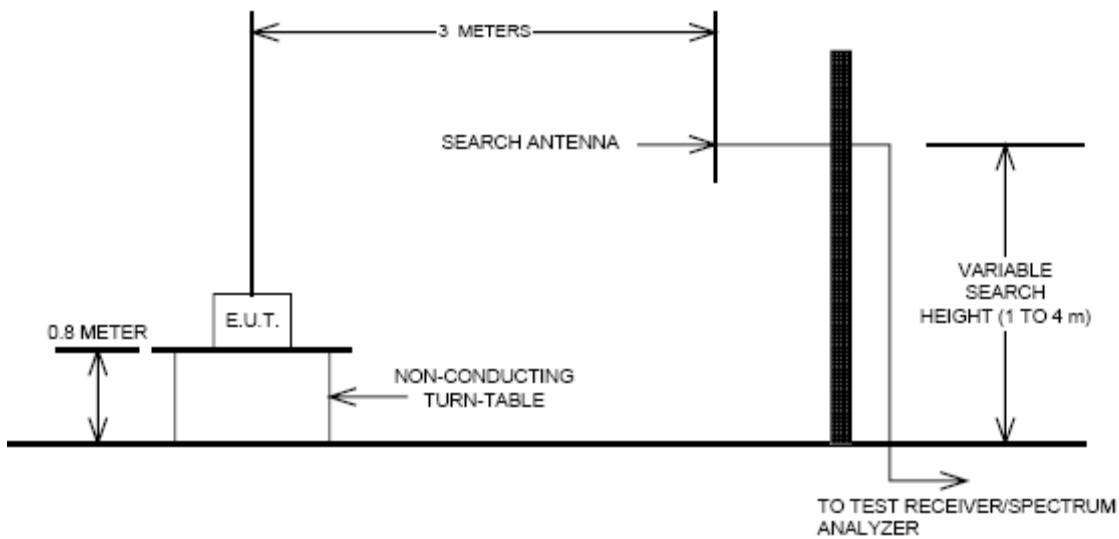 3 METERS
SEARCH ANTENNA
E.U.T.
0.8 METER
NON-CONDUCTING
TURN-TABLE
VARIABLE
SEARCH
HEIGHT (1 TO 4 m)
TO TEST RECEIVER/SPECTRUM
ANALYZER